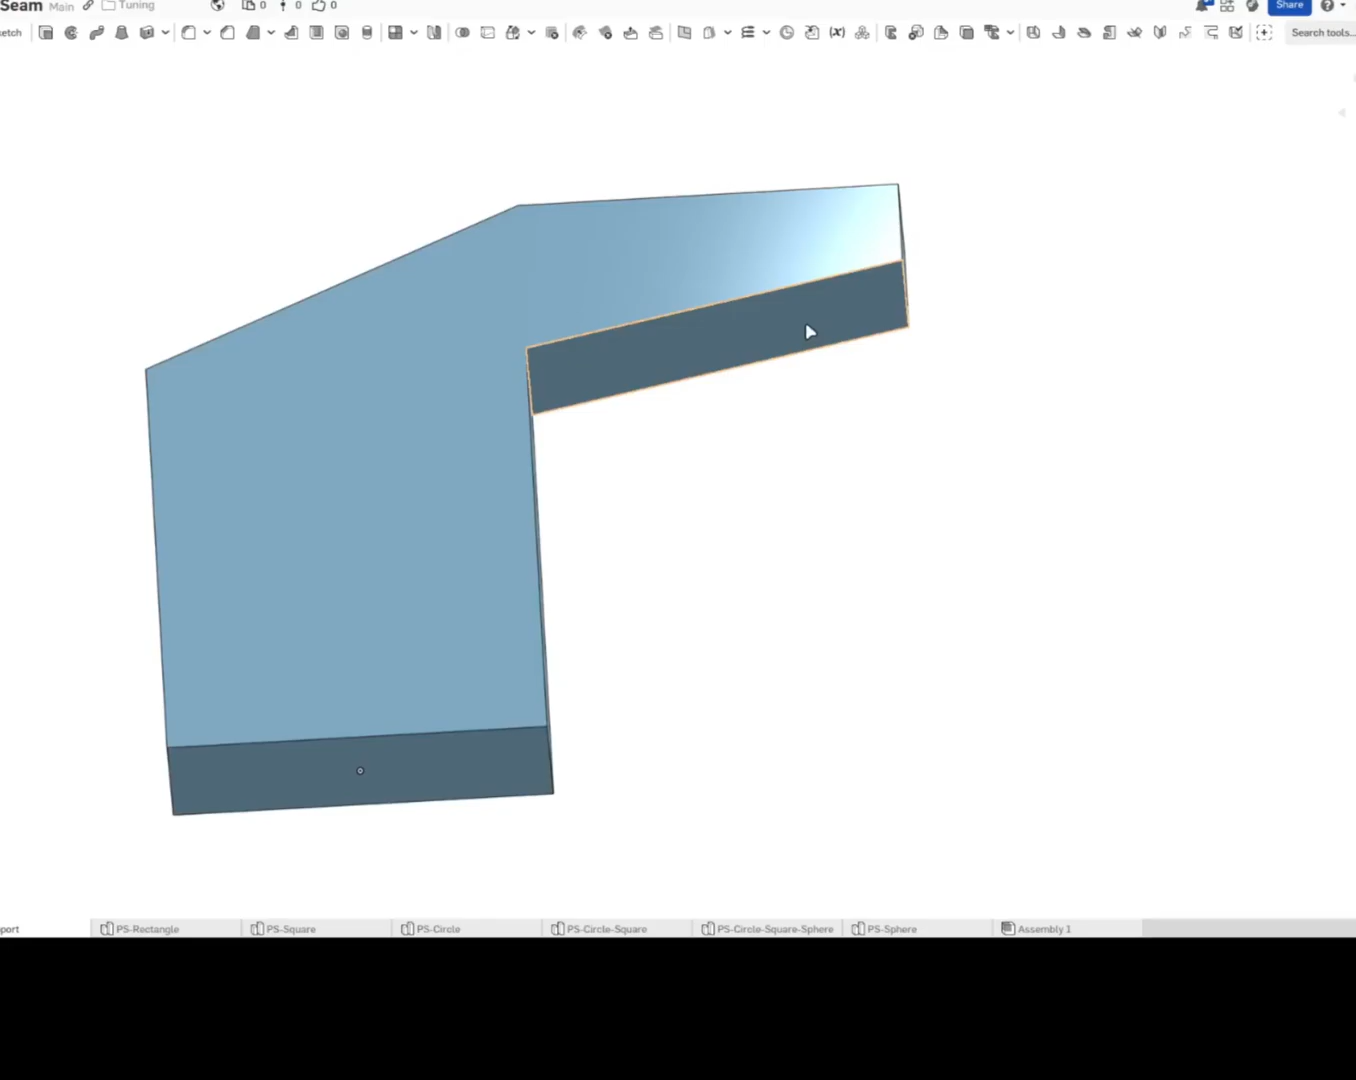 Seam Main Tuning 0 0 0 Share
etch (x) Search tools...
port PS-Rectangle PS-Square PS-Circle PS-Circle-Square PS-Circle-Square-Sphere PS-Sphere Assembly 1